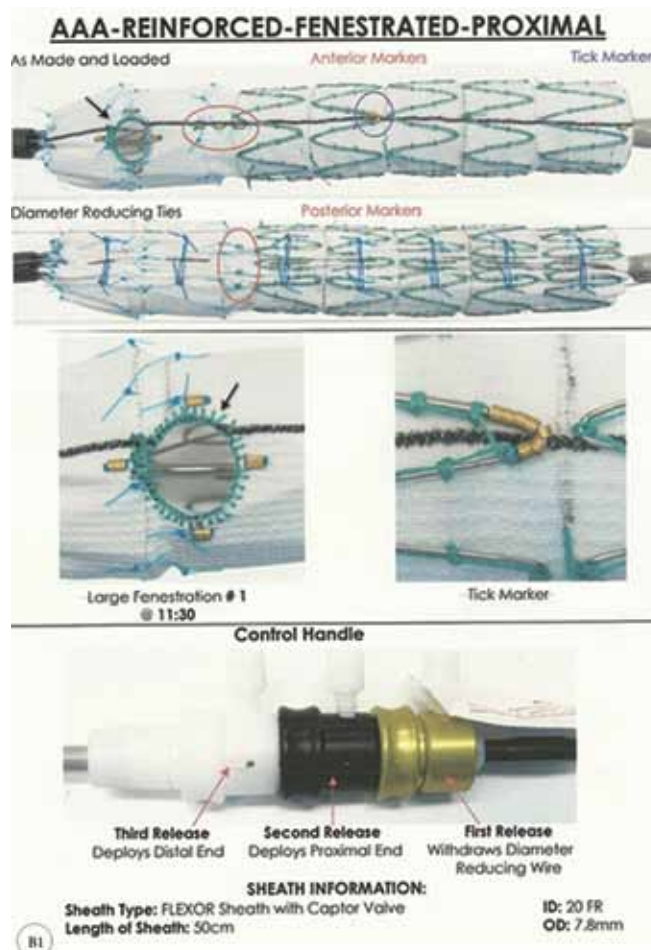 AAA-REINFORCED-FENESTRATED-PROXIMAL
As Made and Loaded Anterior Markers Tick Marker
Diameter Reducing Ties Posterior Markers
Large Fenestration # 1
@ 11:30
Tick Marker
Control Handle
Third Release
Deploys Distal End
Second Release
Deploys Proximal End
First Release
Withdraws Diameter
Reducing Wire
SHEATH INFORMATION:
Sheath Type: FLEXOR Sheath with Captor Valve ID: 20 FR
Length of Sheath: 50cm OD: 7.8mm
B1